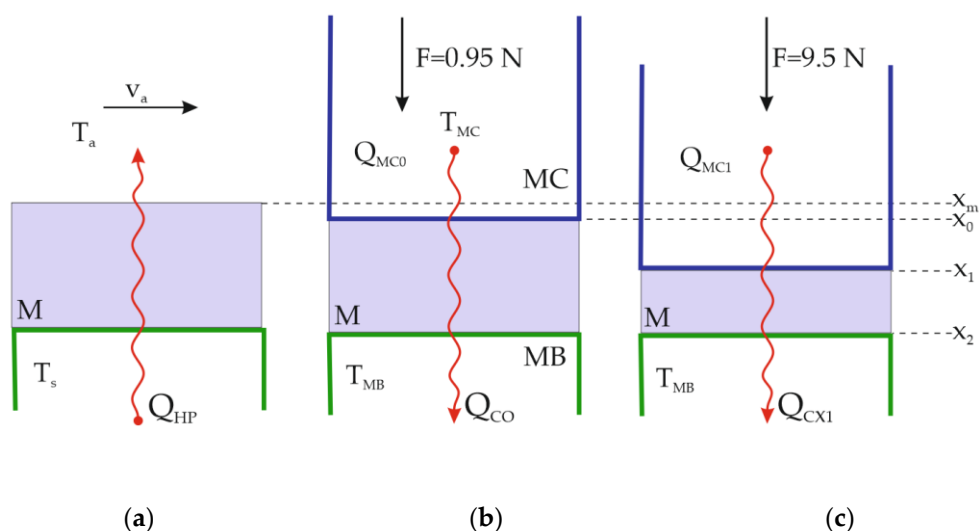 v_a
T_a
M
T_s
Q_HP
(a)
F=0.95 N
T_MC
Q_MC0
MC
M
MB
T_MB
Q_CO
(b)
F=9.5 N
Q_MC1
M
T_MB
Q_CX1
(c)
x_m
x_0
x_1
x_2